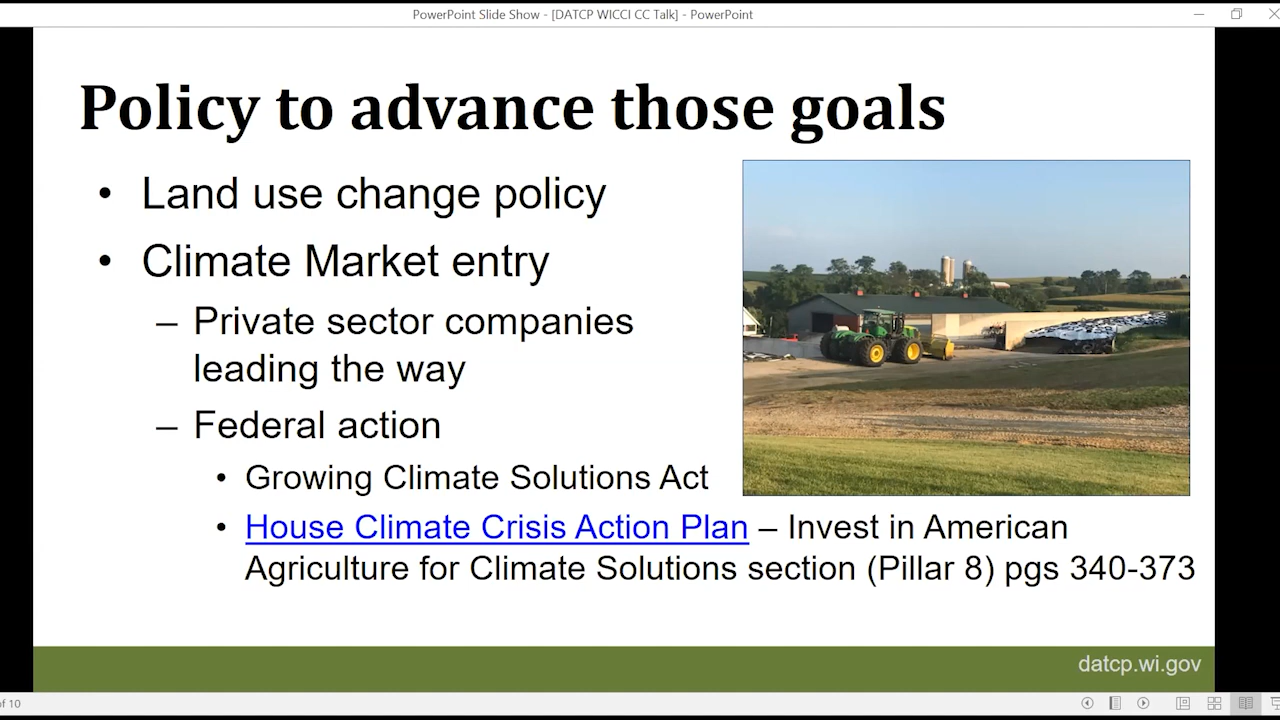 PowerPoint Slide Show - [DATCP WICCI CC Talk] - PowerPoint
Policy to advance those goals
• Land use change policy
• Climate Market entry
– Private sector companies
leading the way
– Federal action
• Growing Climate Solutions Act
• House Climate Crisis Action Plan – Invest in American
Agriculture for Climate Solutions section (Pillar 8) pgs 340-373
datcp.wi.gov
of 10